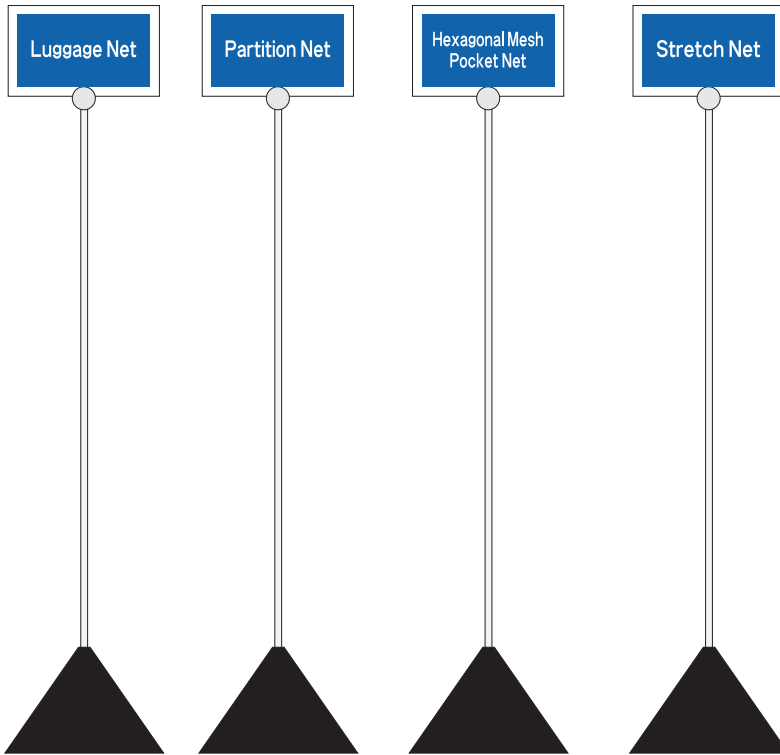 Luggage Net
Partition Net
Hexagonal Mesh
Pocket Net
Stretch Net